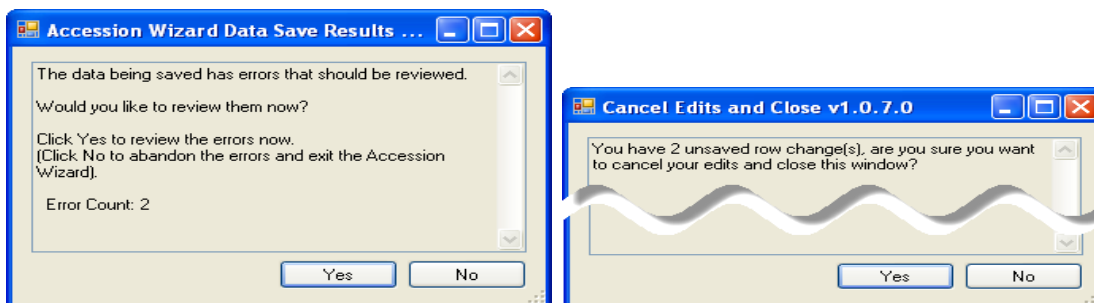 Accession Wizard Data Save Results ...
The data being saved has errors that should be reviewed.
Would you like to review them now?
Click Yes to review the errors now.
(Click No to abandon the errors and exit the Accession
Wizard).
Error Count: 2
Yes No
Cancel Edits and Close v1.0.7.0
You have 2 unsaved row change(s), are you sure you want
to cancel your edits and close this window?
Yes No